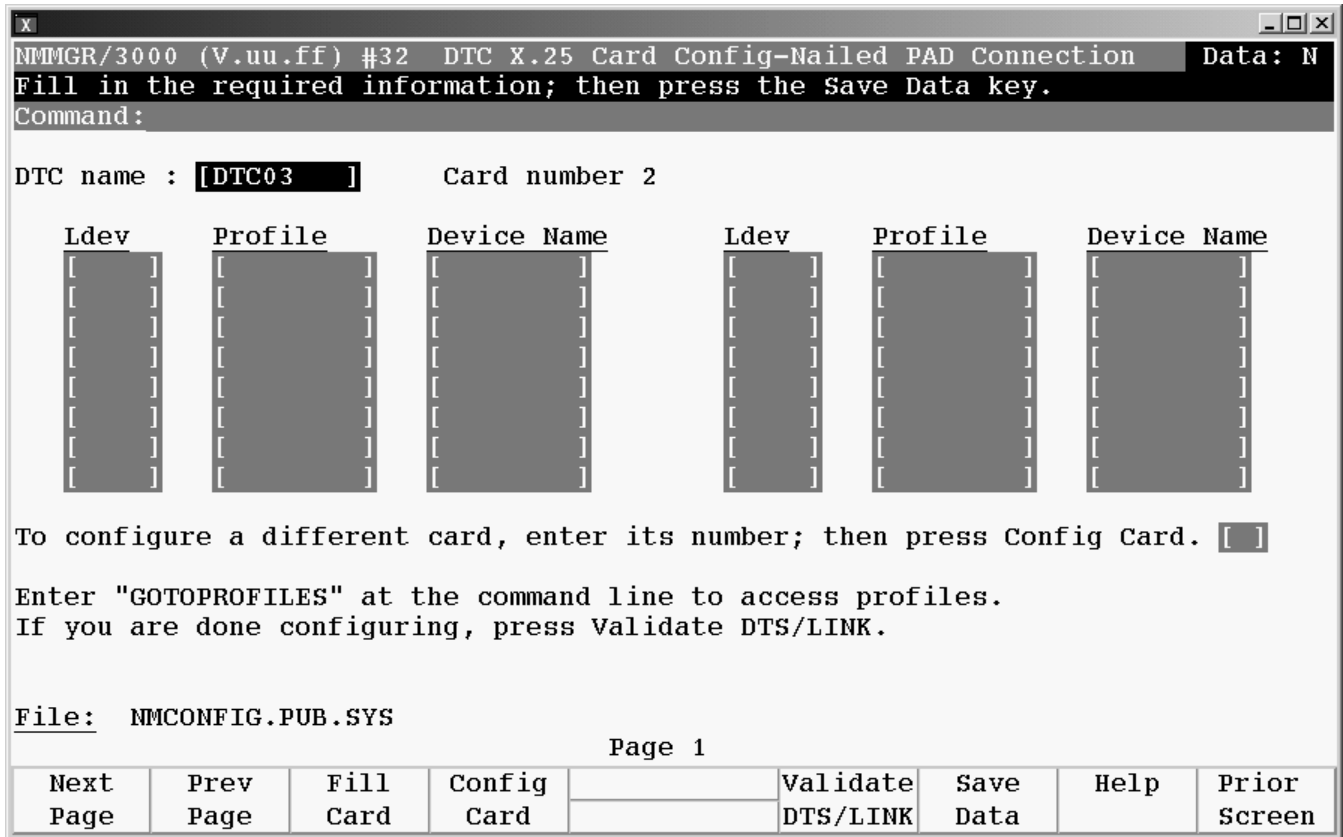 X
NMMGR/3000 (V.uu.ff) #32 DTC X.25 Card Config-Nailed PAD Connection Data: N
Fill in the required information; then press the Save Data key.
Command:
DTC name : [DTC03 ] Card number 2
Ldev Profile Device Name Ldev Profile Device Name
[ ] [ ] [ ] [ ] [ ] [ ]
[ ] [ ] [ ] [ ] [ ] [ ]
[ ] [ ] [ ] [ ] [ ] [ ]
[ ] [ ] [ ] [ ] [ ] [ ]
[ ] [ ] [ ] [ ] [ ] [ ]
[ ] [ ] [ ] [ ] [ ] [ ]
[ ] [ ] [ ] [ ] [ ] [ ]
[ ] [ ] [ ] [ ] [ ] [ ]
To configure a different card, enter its number; then press Config Card. [ ]
Enter "GOTOPROFILES" at the command line to access profiles.
If you are done configuring, press Validate DTS/LINK.
File: NMCONFIG.PUB.SYS
Page 1
Next Prev Fill Config Validate Save Help Prior
Page Page Card Card DTS/LINK Data Screen